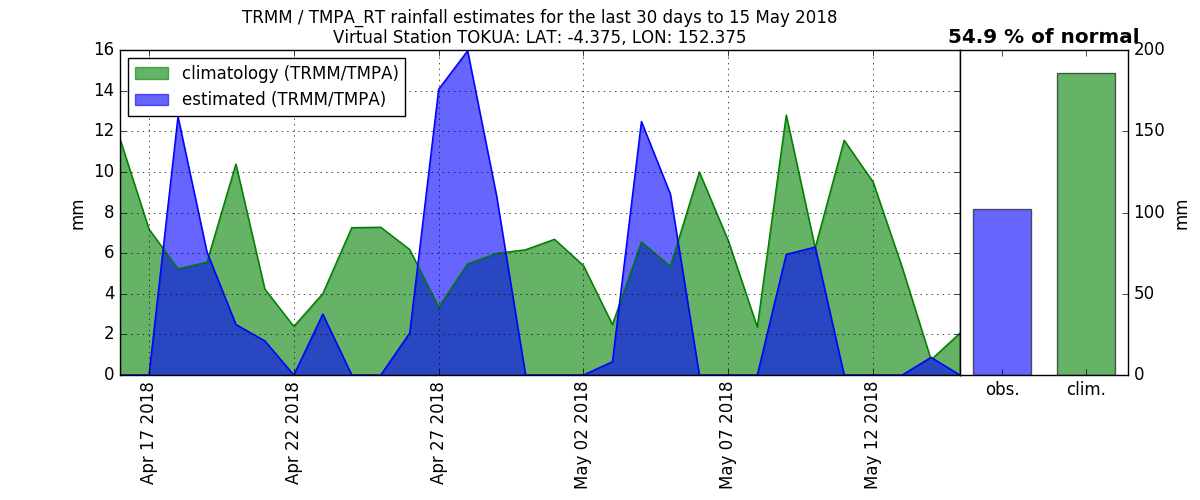 TRMM / TMPA_RT rainfall estimates for the last 30 days to 15 May 2018
Virtual Station TOKUA: LAT: -4.375, LON: 152.375
54.9 % of normal
climatology (TRMM/TMPA)
estimated (TRMM/TMPA)
mm
16
14
12
10
8
6
4
2
0
Apr 17 2018
Apr 22 2018
Apr 27 2018
May 02 2018
May 07 2018
May 12 2018
obs.
clim.
200
150
100
50
0
mm